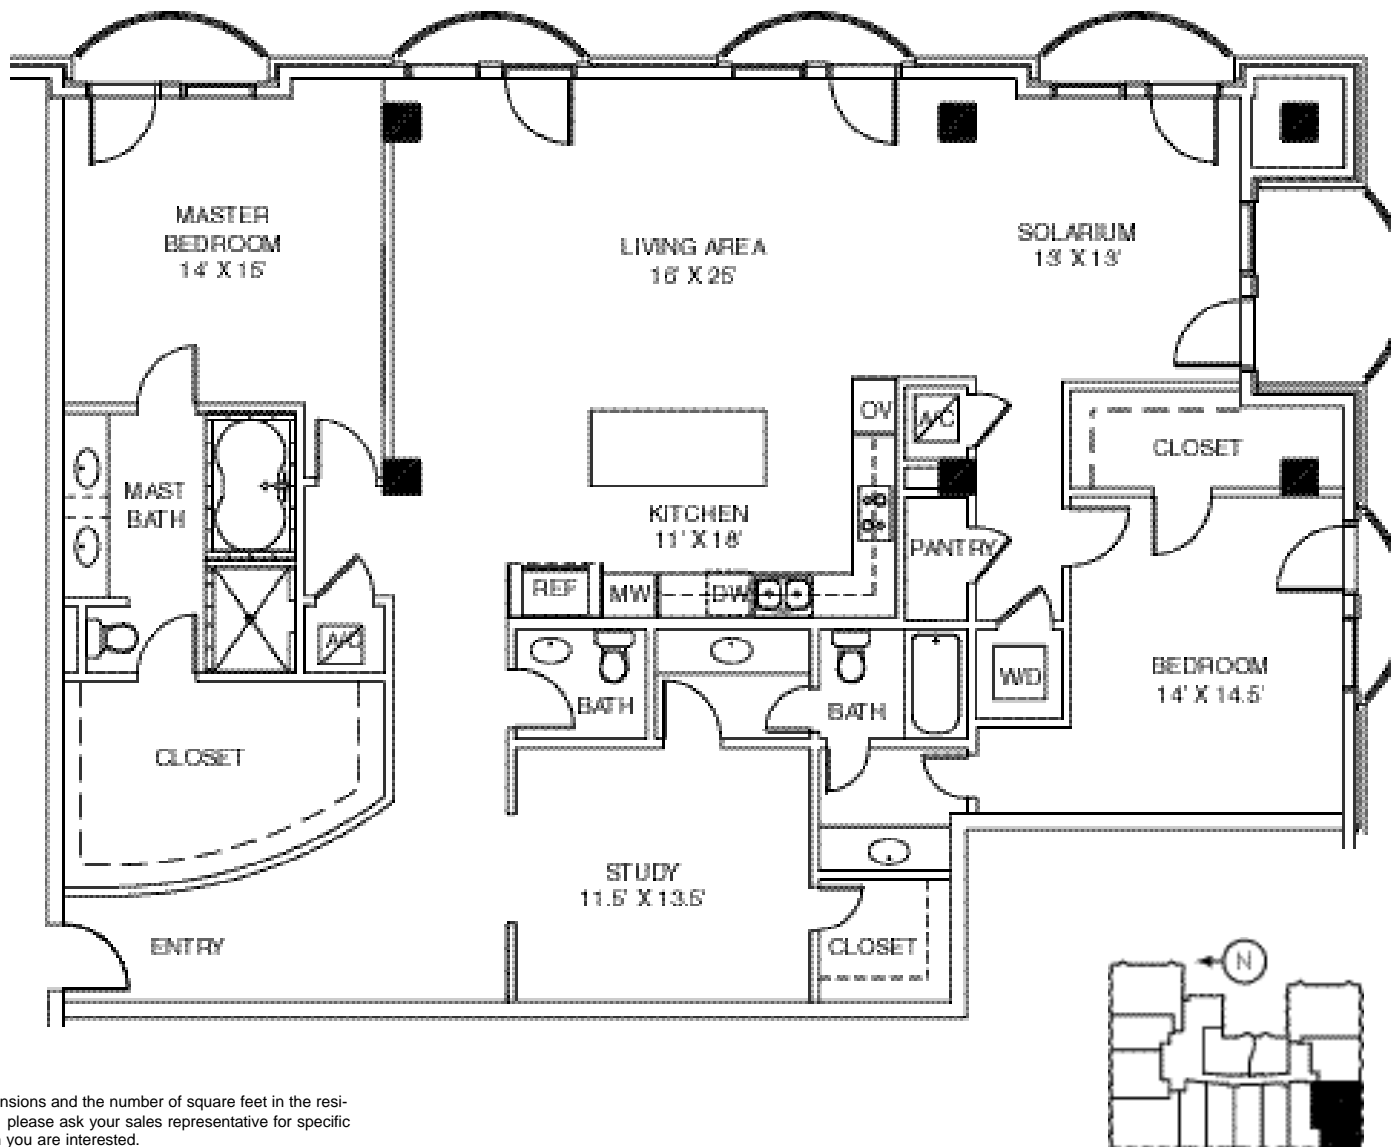 MASTER
BEDROOM
14' X 15'
LIVING AREA
16' X 25'
SOLARIUM
13' X 13'
OV
A/C
CLOSET
MAST
BATH
KITCHEN
11' X 18'
PANTRY
REF
MW
DW
A/C
BATH
BATH
W/D
BEDROOM
14' X 14.5'
CLOSET
STUDY
11.5' X 13.5'
ENTRY
CLOSET
N
nsions and the number of square feet in the resi-
please ask your sales representative for specific
you are interested.